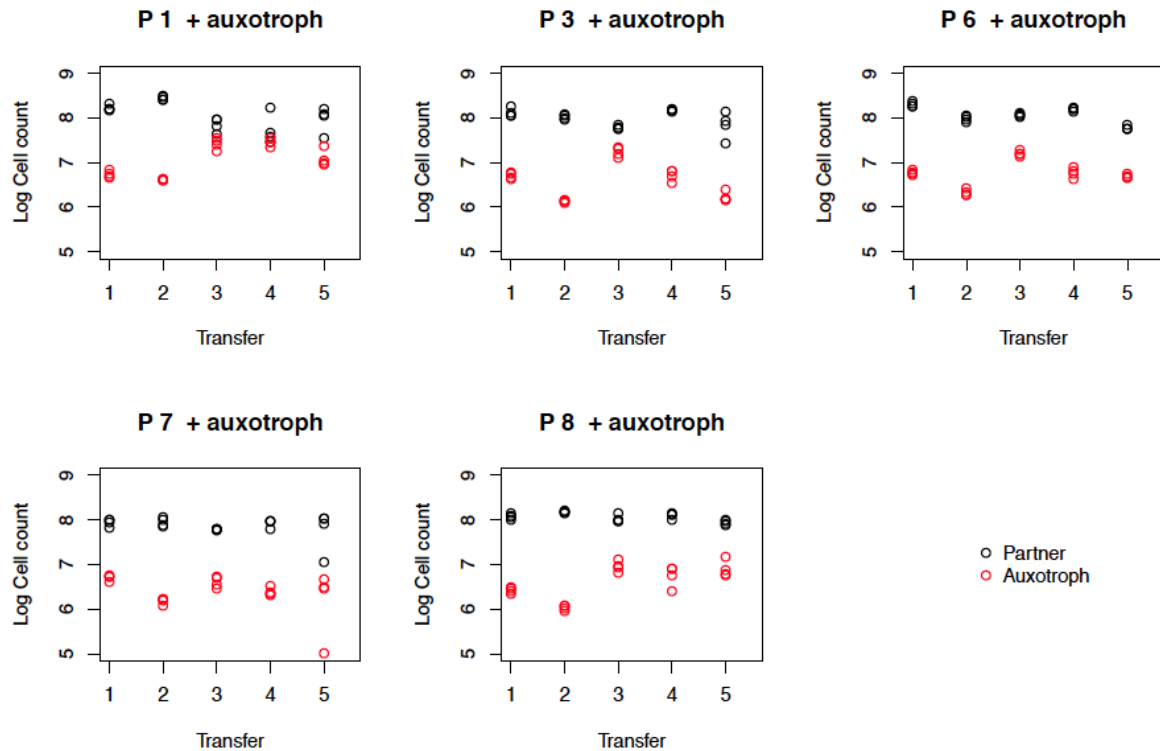 P 1 + auxotroph
P 3 + auxotroph
P 6 + auxotroph
Log Cell count
9
8
7
6
5
1 2 3 4 5
Transfer
Log Cell count
9
8
7
6
5
1 2 3 4 5
Transfer
Log Cell count
9
8
7
6
5
1 2 3 4 5
Transfer
P 7 + auxotroph
P 8 + auxotroph
Log Cell count
9
8
7
6
5
1 2 3 4 5
Transfer
Log Cell count
9
8
7
6
5
1 2 3 4 5
Transfer
Partner
Auxotroph